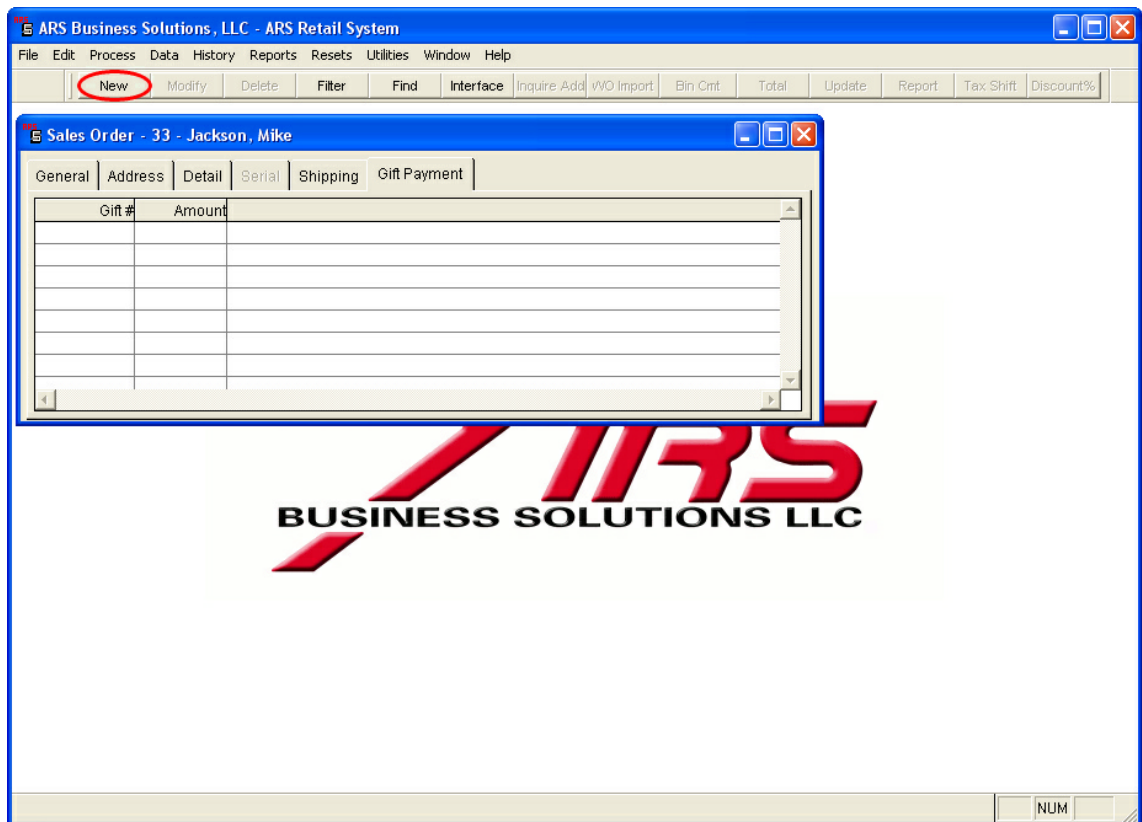 ARS Business Solutions, LLC - ARS Retail System
File Edit Process Data History Reports Resets Utilities Window Help
New Modify Delete Filter Find Interface Inquire Add WO Import Bin Cmt Total Update Report Tax Shift Discount%
Sales Order - 33 - Jackson, Mike
General Address Detail Serial Shipping Gift Payment
Gift # Amount
ARS
BUSINESS SOLUTIONS LLC
NUM